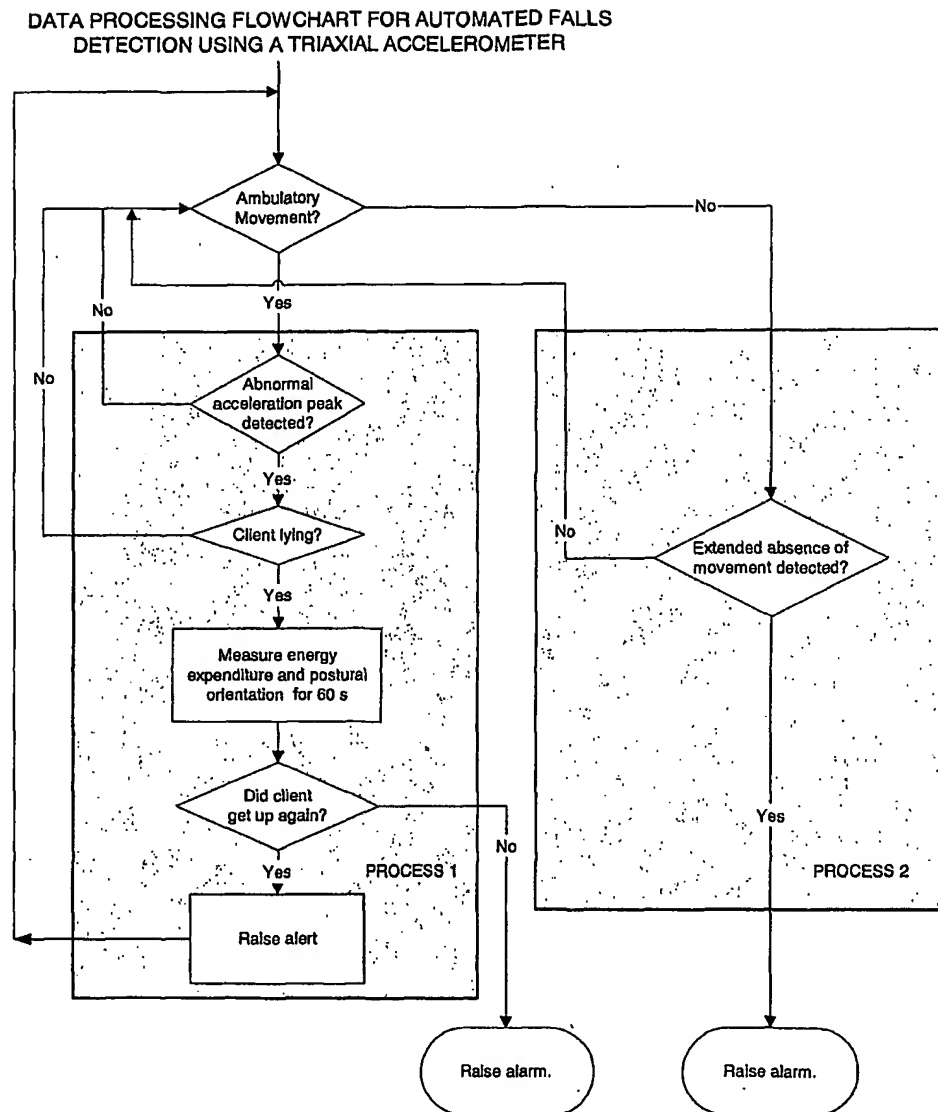 DATA PROCESSING FLOWCHART FOR AUTOMATED FALLS
DETECTION USING A TRIAXIAL ACCELEROMETER
Ambulatory
Movement?
No
Yes
No
No
Abnormal
acceleration peak
detected?
Yes
Client lying?
No
Extended absence of
movement detected?
Yes
Measure energy
expenditure and postural
orientation for 60 s
Did client
get up again?
No
Yes
Yes
PROCESS 1
PROCESS 2
Raise alert
Raise alarm.
Raise alarm.